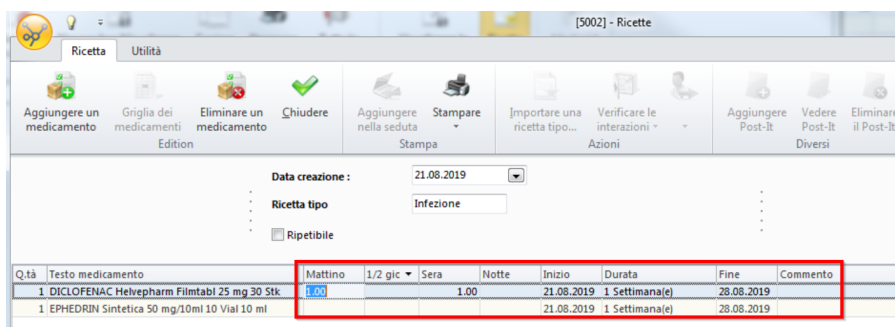 [5002] - Ricette
Ricetta Utilità
Aggiungere un medicamento
Griglia dei medicamenti
Eliminare un medicamento
Chiudere
Aggiungere nella seduta
Stampare
Importare una ricetta tipo...
Verificare le interazioni
Aggiungere Post-It
Vedere Post-It
Eliminare il Post-It
Edition Stampa Azioni Diversi
Data creazione : 21.08.2019
Ricetta tipo Infezione
Ripetibile
Q.tà Testo medicamento Mattino 1/2 gic Sera Notte Inizio Durata Fine Commento
1 DICLOFENAC Helvepharm Filmtabl 25 mg 30 Stk 1.00 1.00 21.08.2019 1 Settimana(e) 28.08.2019
1 EPHEDRIN Sintetica 50 mg/10ml 10 Vial 10 ml 21.08.2019 1 Settimana(e) 28.08.2019